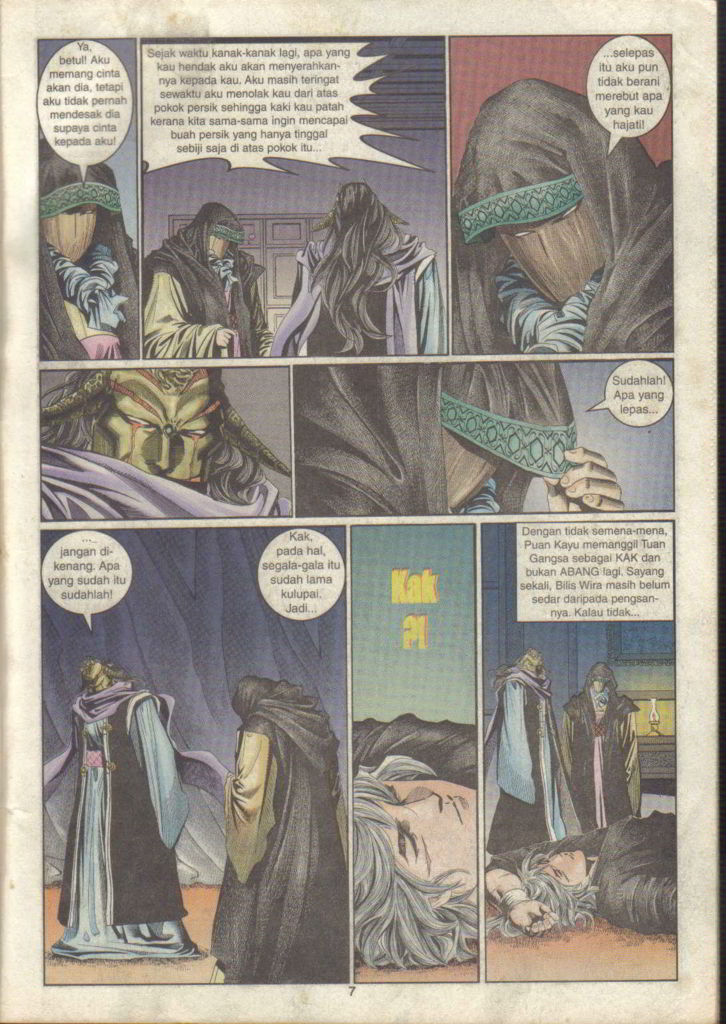 Ya,
betul! Aku
memang cinta
akan dia, tetapi
aku tidak pernah
mendesak dia
supaya cinta
kepada aku!
Sejak waktu kanak-kanak lagi, apa yang
kau hendak aku akan menyerahkan-
nya kepada kau. Aku masih teringat
sewaktu aku menolak kau dari atas
pokok persik sehingga kaki kau patah
kerana kita sama-sama ingin mencapai
buah persik yang hanya tinggal
sebiji saja di atas pokok itu...
...selepas
itu aku pun
tidak berani
merebut apa
yang kau
hajati!
Sudahlah!
Apa yang
lepas...
...
jangan di-
kenang. Apa
yang sudah itu
sudahlah!
Kak,
pada hal,
segala-gala itu
sudah lama
kulupai.
Jadi...
Kak
?!
Dengan tidak semena-mena,
Puan Kayu memanggil Tuan
Gangsa sebagai KAK dan
bukan ABANG lagi. Sayang
sekali, Bilis Wira masih belum
sedar daripada pengsan-
nya. Kalau tidak...
7